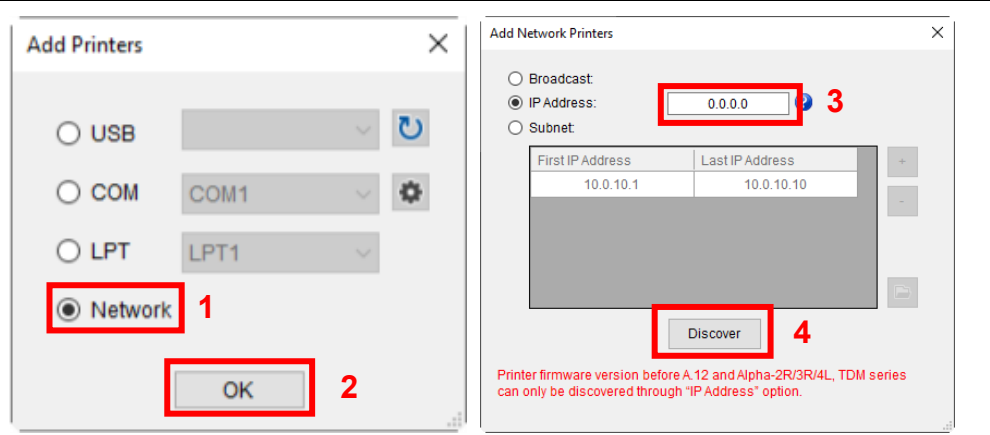 Add Printers
USB
COM
COM1
LPT
LPT1
Network
1
OK
2
Add Network Printers
Broadcast:
IP Address:
0.0.0.0
?
3
Subnet:
First IP Address Last IP Address
10.0.10.1 10.0.10.10
+
-
Discover
4
Printer firmware version before A.12 and Alpha-2R/3R/4L, TDM series
can only be discovered through "IP Address" option.